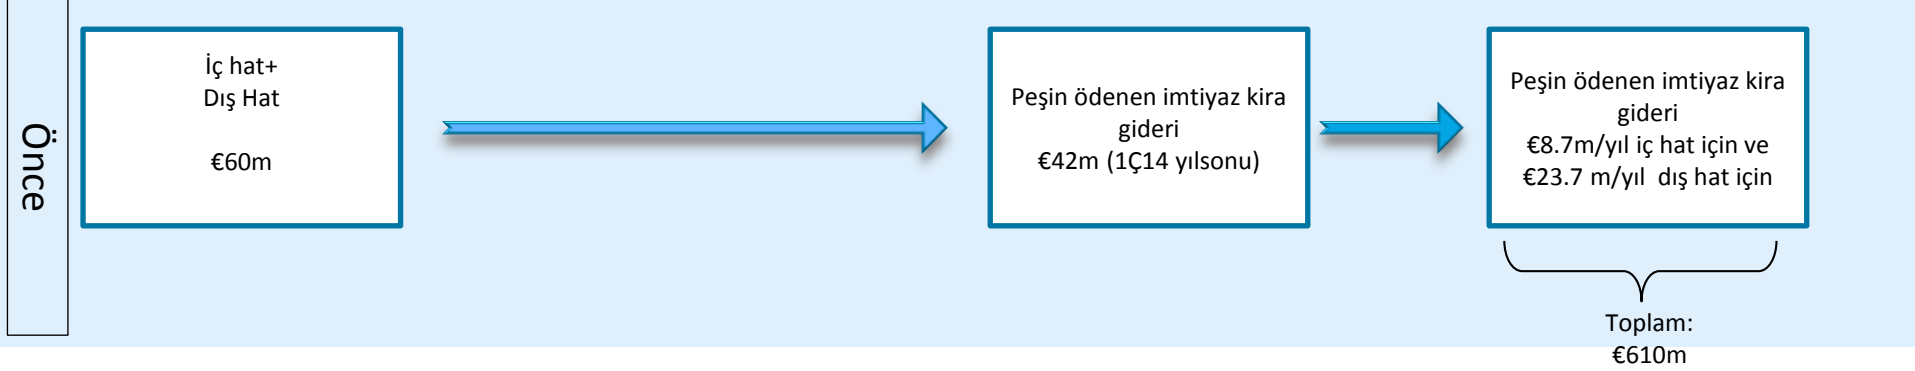 Önce
İç hat+
Dış Hat
€60m
Peşin ödenen imtiyaz kira
gideri
€42m (1Ç14 yılsonu)
Peşin ödenen imtiyaz kira
gideri
€8.7m/yıl iç hat için ve
€23.7 m/yıl  dış hat için
Toplam:
€610m